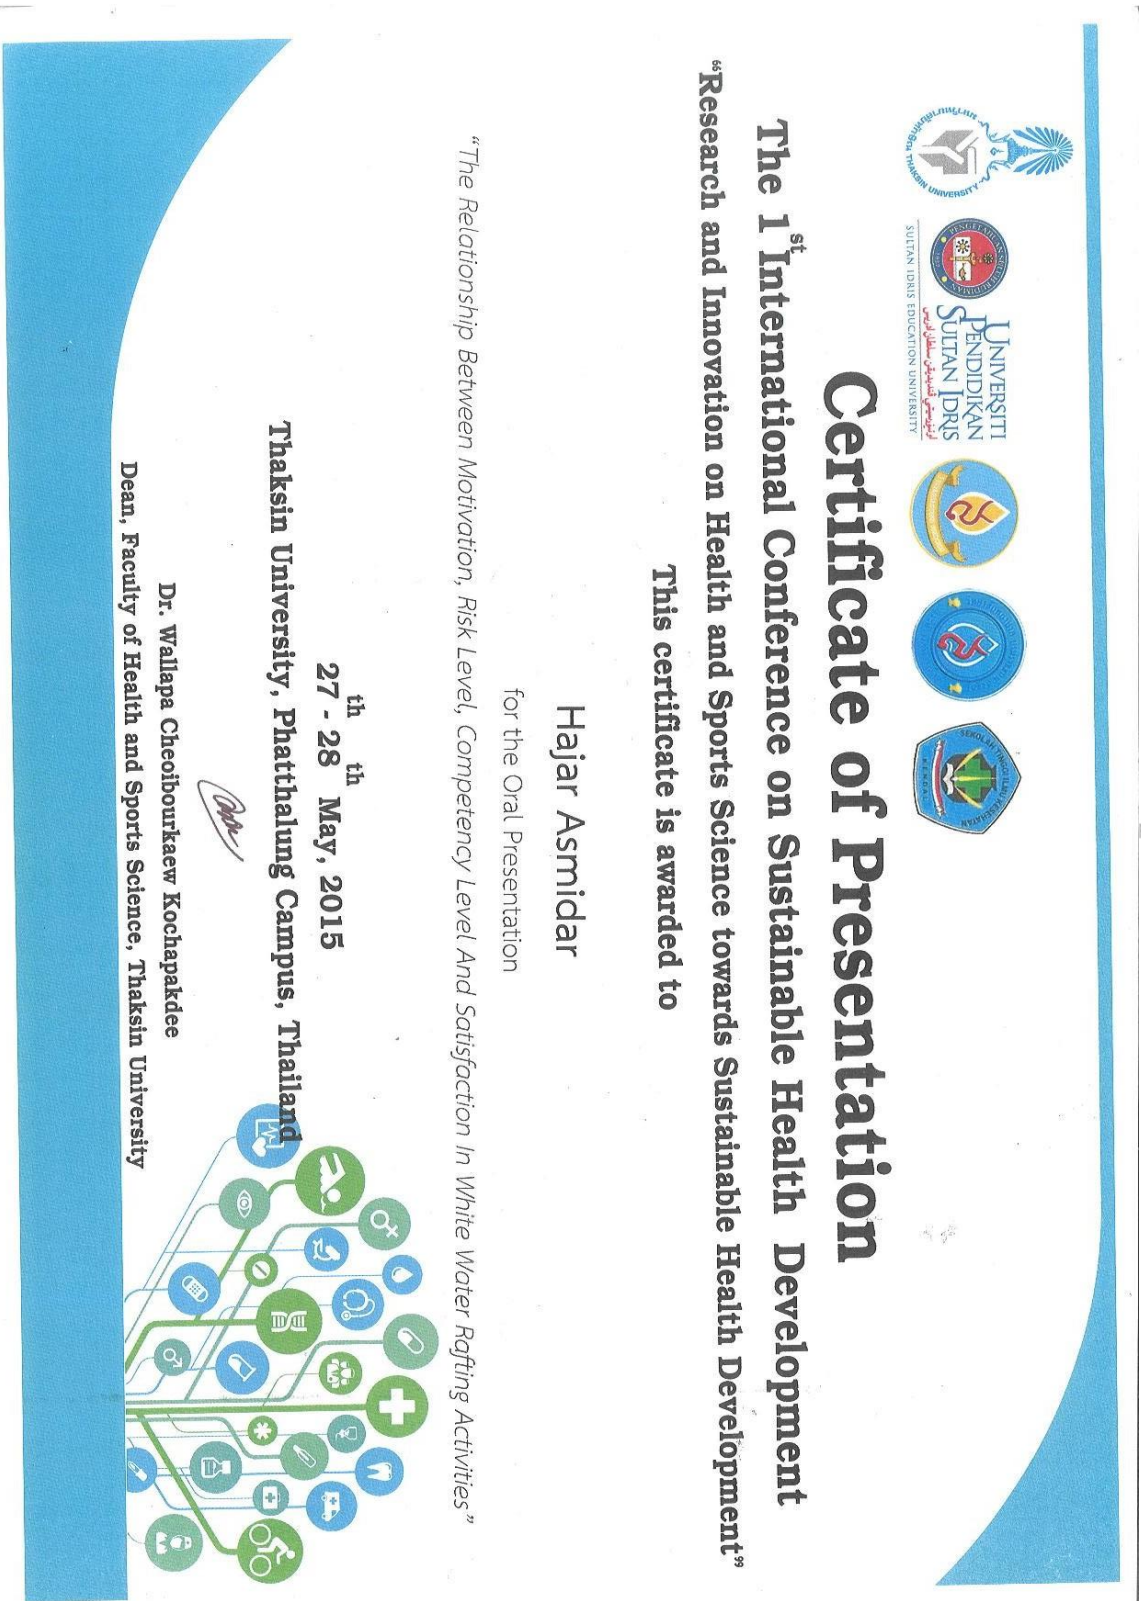 THAKSIN UNIVERSITY
UNIVERSITI
PENDIDIKAN
SULTAN IDRIS
SULTAN IDRIS EDUCATION UNIVERSITY
SEKOLAH TINGGI ILMU KESEHATAN
Certificate of Presentation
The 1st International Conference on Sustainable Health Development
“Research and Innovation on Health and Sports Science towards Sustainable Health Development”
This certificate is awarded to
Hajar Asmidar
for the Oral Presentation
“The Relationship Between Motivation, Risk Level, Competency Level And Satisfaction In White Water Rafting Activities”
27th - 28th May, 2015
Thaksin University, Phatthalung Campus, Thailand
Dr. Wallapa Cheoibourkaew Kochapakdee
Dean, Faculty of Health and Sports Science, Thaksin University